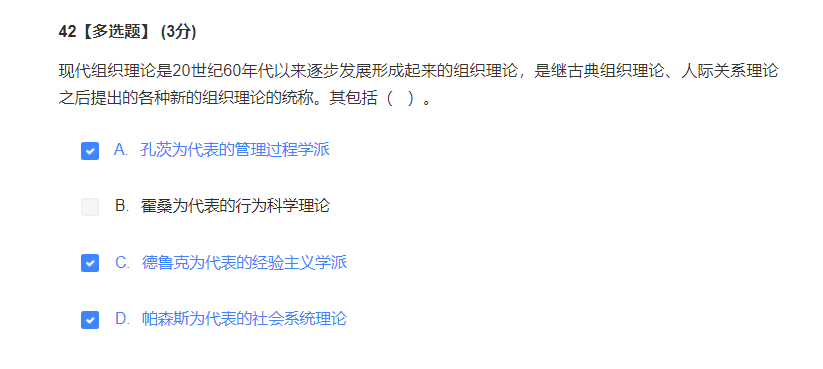 42【多选题】 (3分)
现代组织理论是20世纪60年代以来逐步发展形成起来的组织理论，是继古典组织理论、人际关系理论
之后提出的各种新的组织理论的统称。其包括（  ）。
A. 孔茨为代表的管理过程学派
B. 霍桑为代表的行为科学理论
C. 德鲁克为代表的经验主义学派
D. 帕森斯为代表的社会系统理论